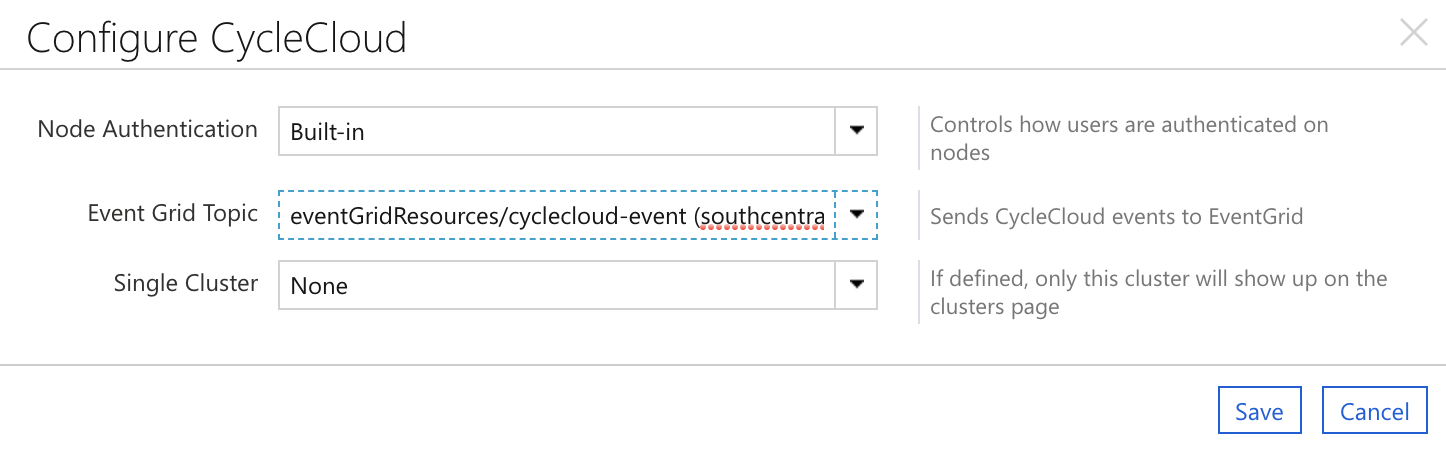 Configure CycleCloud
Node Authentication
Built-in
Controls how users are authenticated on
nodes
Event Grid Topic
eventGridResources/cyclecloud-event (southcentra
Sends CycleCloud events to EventGrid
Single Cluster
None
If defined, only this cluster will show up on the
clusters page
Save
Cancel